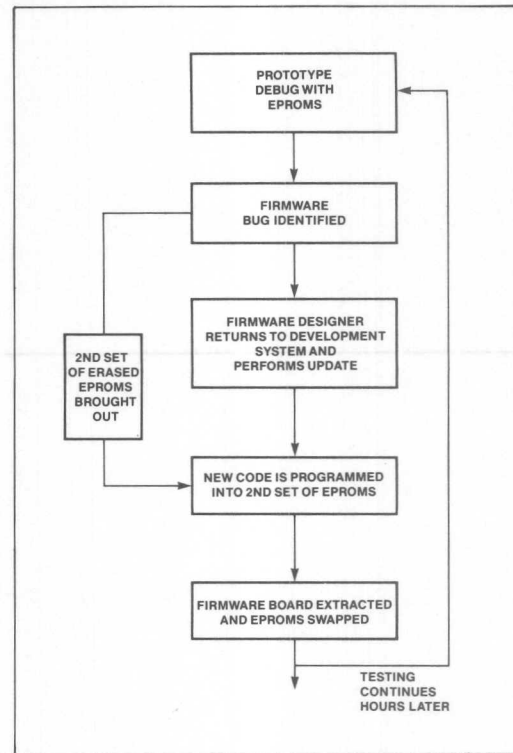 PROTOTYPE
DEBUG WITH
EPROMS
FIRMWARE
BUG IDENTIFIED
FIRMWARE DESIGNER
RETURNS TO DEVELOPMENT
SYSTEM AND
PERFORMS UPDATE
2ND SET
OF ERASED
EPROMS
BROUGHT
OUT
NEW CODE IS PROGRAMMED
INTO 2ND SET OF EPROMS
FIRMWARE BOARD EXTRACTED
AND EPROMS SWAPPED
TESTING
CONTINUES
HOURS LATER